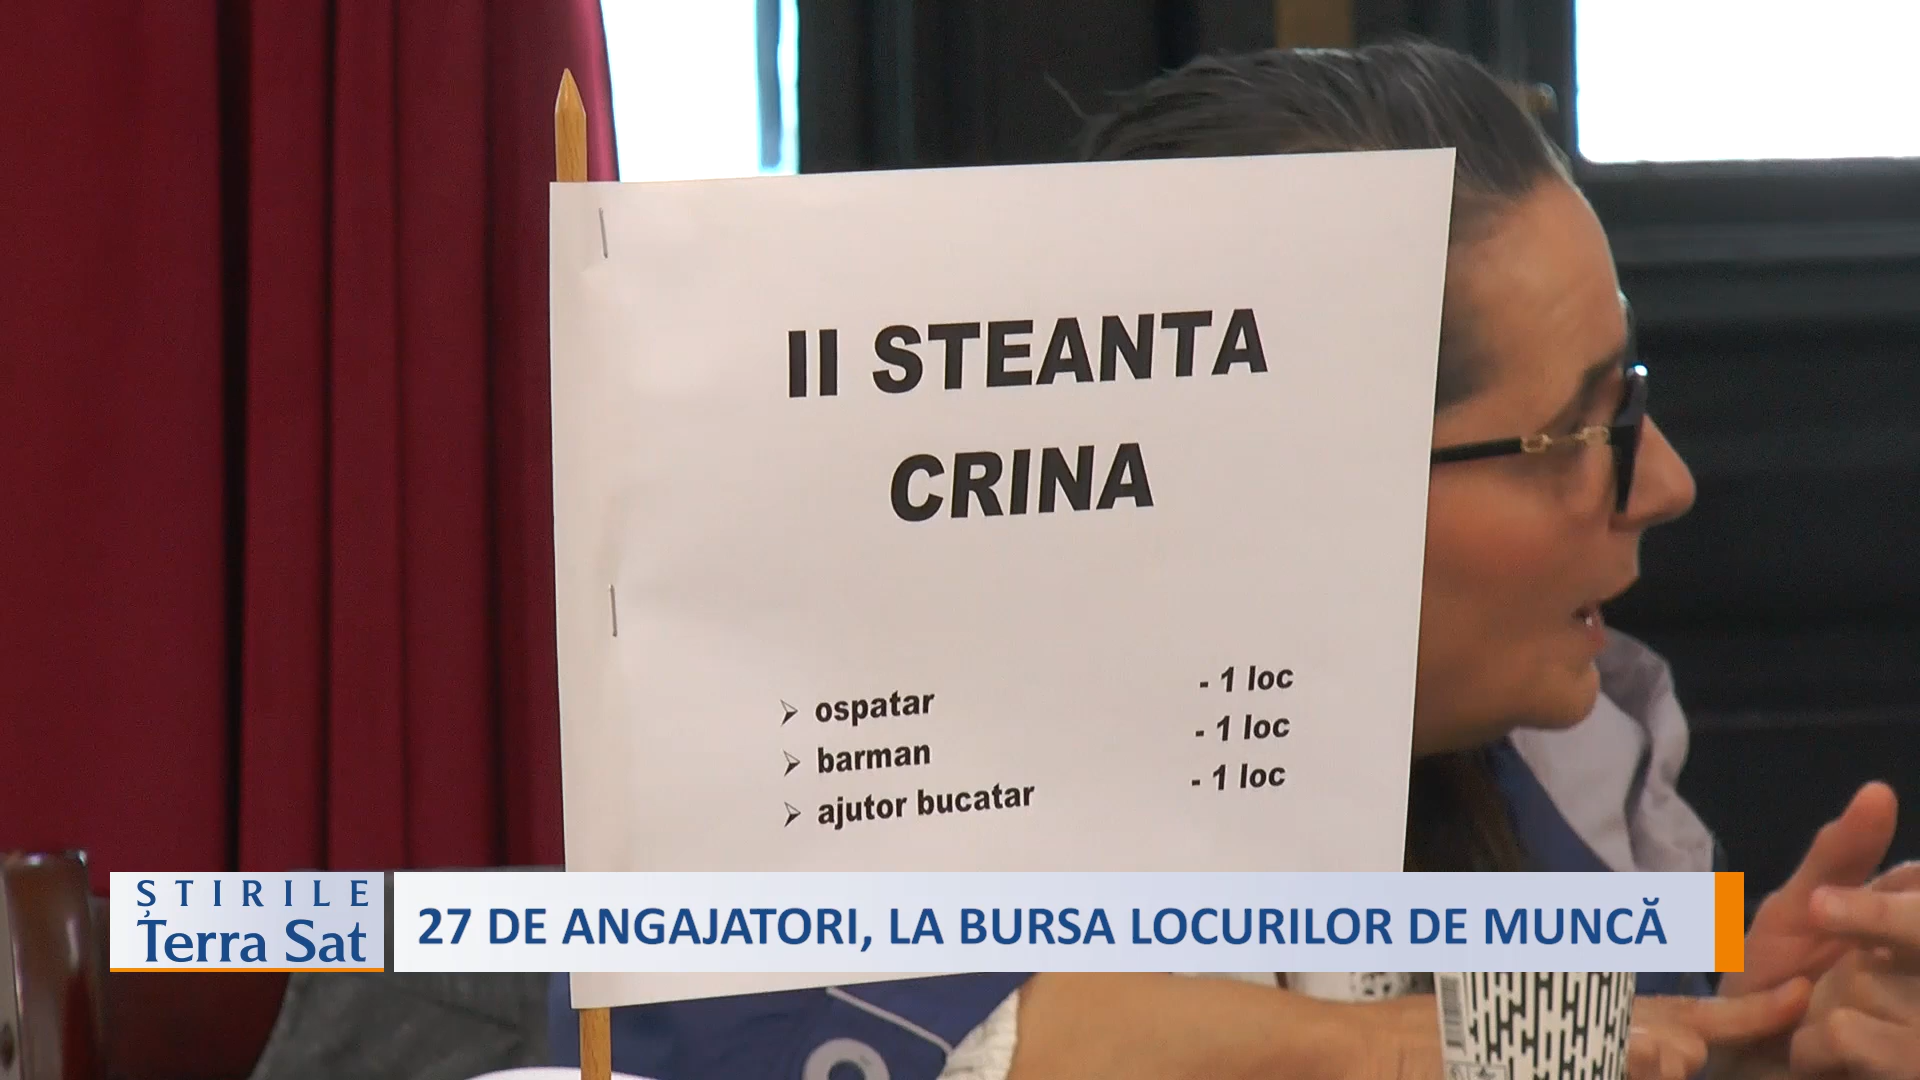 II STEANTA
CRINA
➢ ospatar - 1 loc
➢ barman - 1 loc
➢ ajutor bucatar - 1 loc
ȘTIRILE
Terra Sat
27 DE ANGAJATORI, LA BURSA LOCURILOR DE MUNCĂ